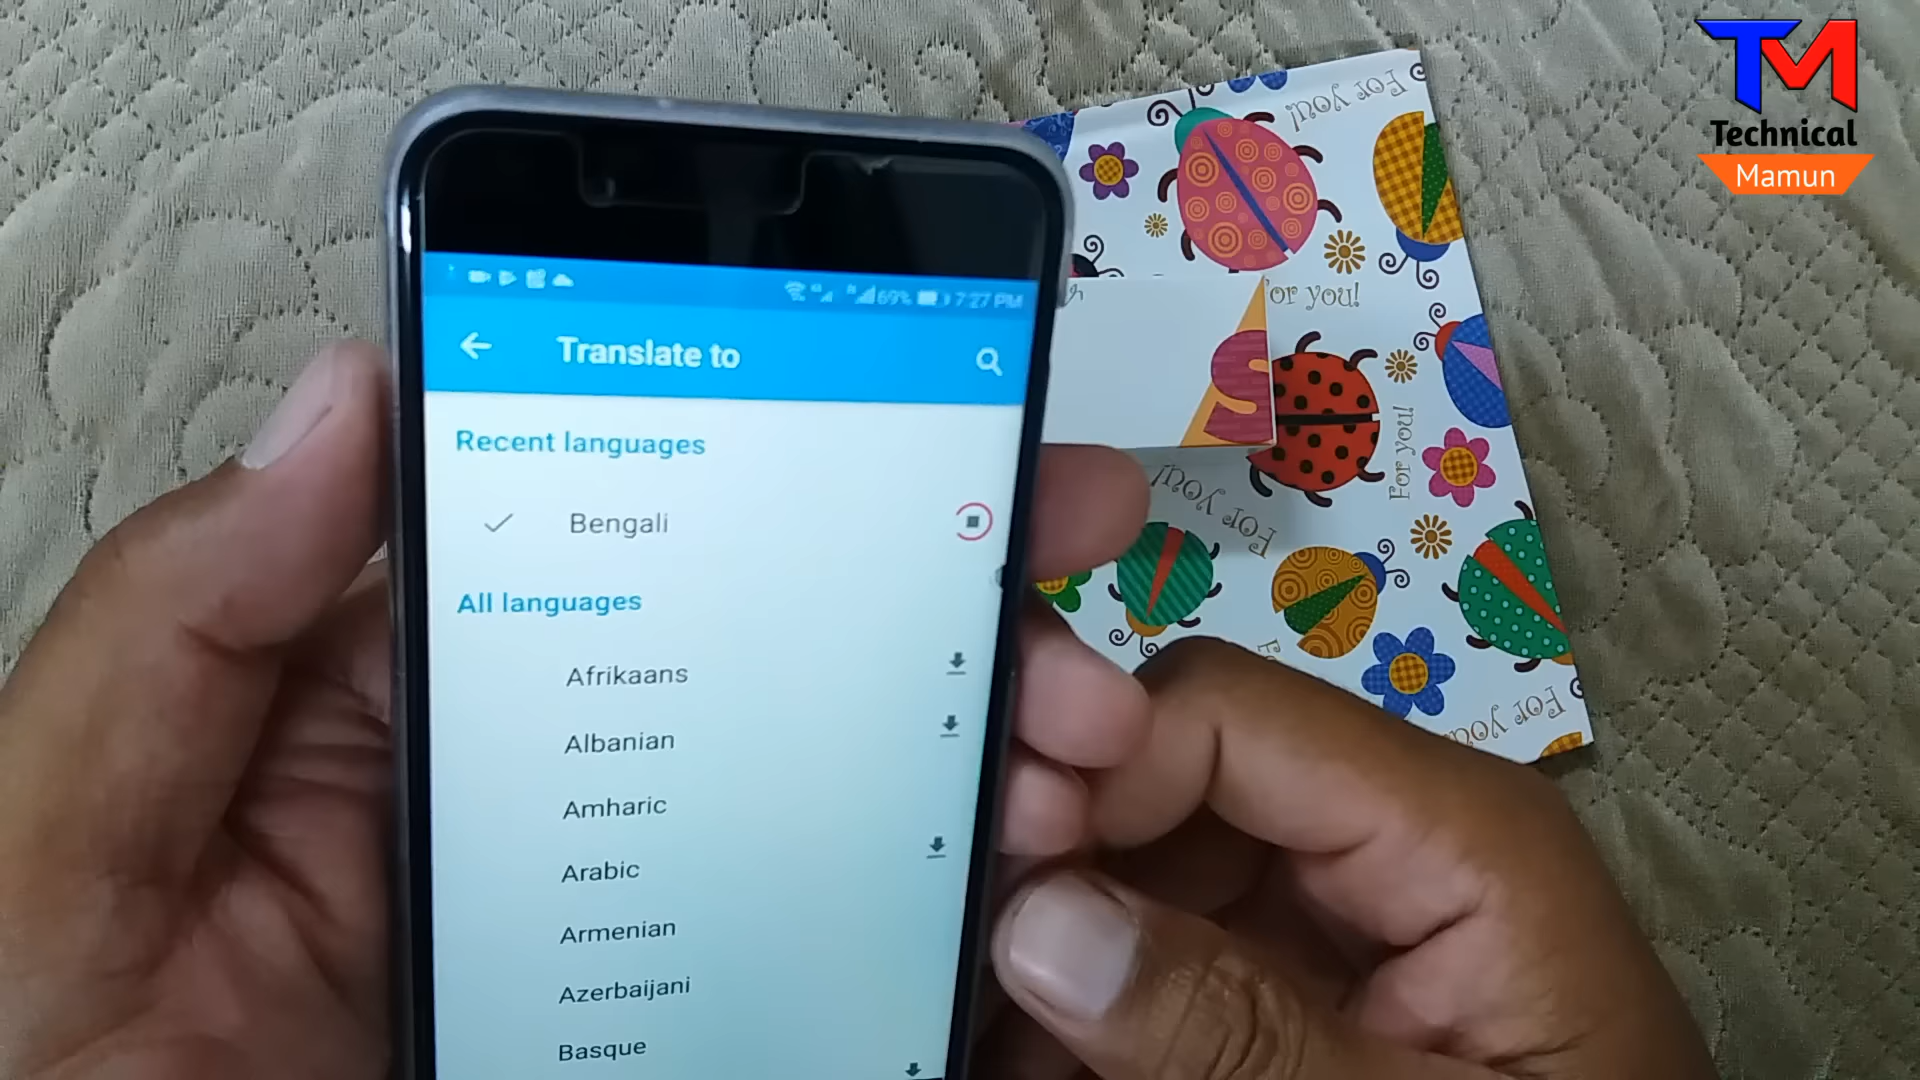 TM
Technical
Mamun
69% 7:27 PM
Translate to
Recent languages
Bengali
All languages
Afrikaans
Albanian
Amharic
Arabic
Armenian
Azerbaijani
Basque
For you!
For you!
For you!
For you!
For you